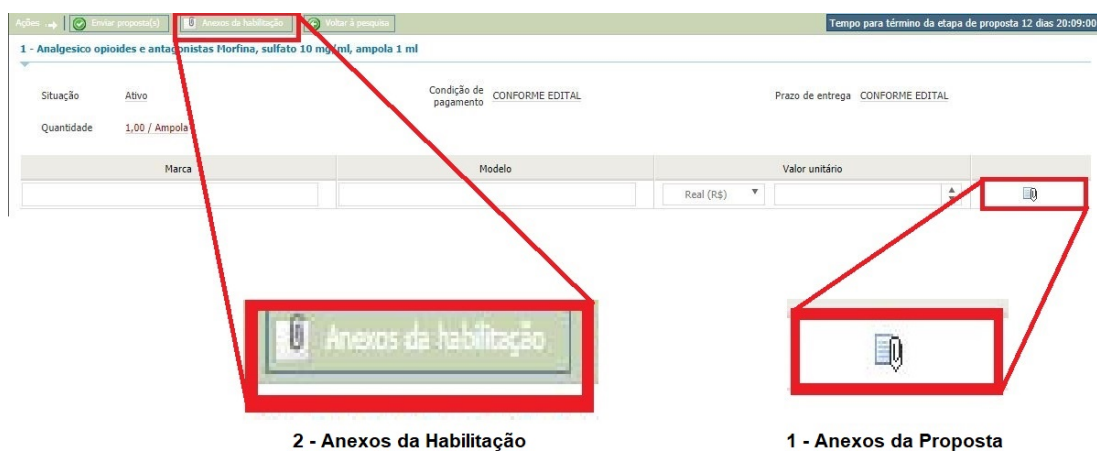 Ações Enviar proposta(s) Anexos da habilitação Voltar à pesquisa Tempo para término da etapa de proposta 12 dias 20:09:00
1 - Analgesico opioides e antagonistas Morfina, sulfato 10 mg/ml, ampola 1 ml
Situação Ativo Condição de pagamento CONFORME EDITAL Prazo de entrega CONFORME EDITAL
Quantidade 1,00 / Ampola
Marca Modelo Valor unitário
Real (R$)
Anexos da habilitação
2 - Anexos da Habilitação 1 - Anexos da Proposta